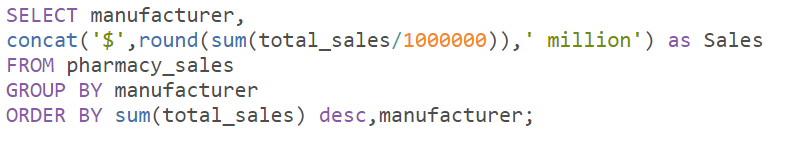 SELECT manufacturer,
concat('$',round(sum(total_sales/1000000)),' million') as Sales
FROM pharmacy_sales
GROUP BY manufacturer
ORDER BY sum(total_sales) desc,manufacturer;